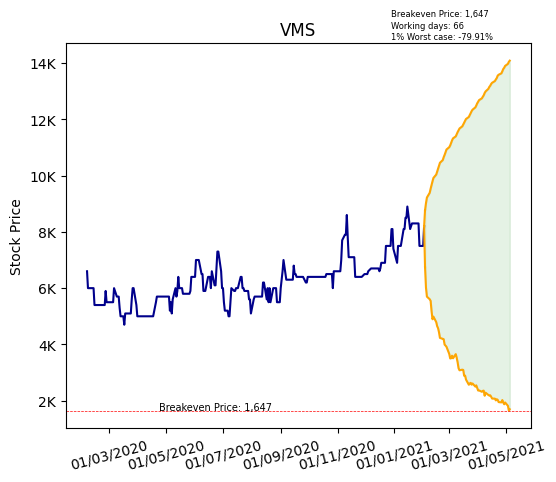 Breakeven Price: 1,647
Working days: 66
1% Worst case: -79.91%
VMS
Stock Price
14K
12K
10K
8K
6K
4K
2K
Breakeven Price: 1,647
01/03/2020
01/05/2020
01/07/2020
01/09/2020
01/11/2020
01/01/2021
01/03/2021
01/05/2021